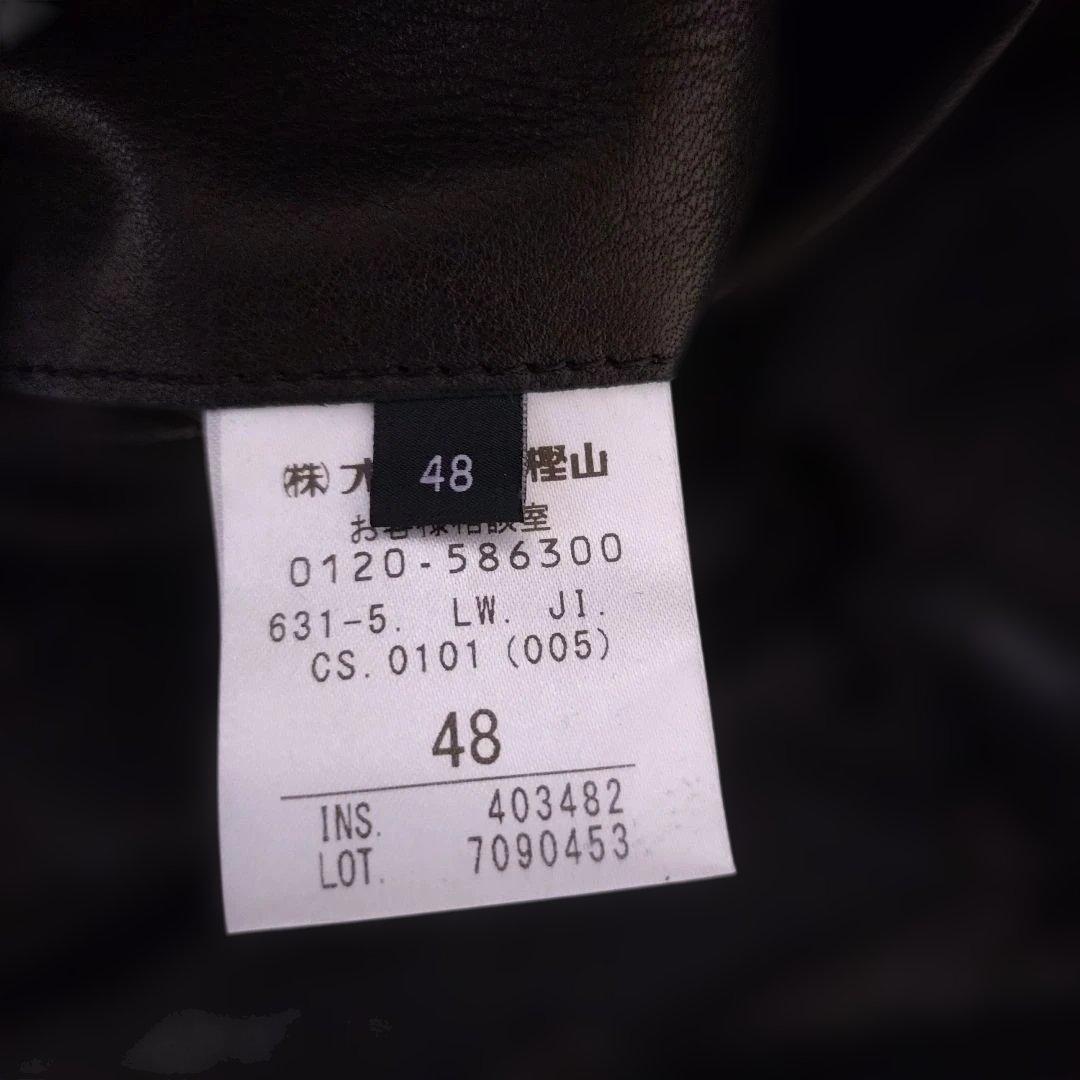 48
㈱オ 樫山
お客様相談室
0120-586300
631-5. LW. JI.
CS. 0101 (005)
48
INS. 403482
LOT. 7090453